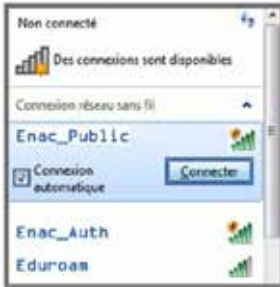 Non connecté
Des connexions sont disponibles
Connexion réseau sans fil
Enac_Public
Connexion
automatique
Connecter
Enac_Auth
Eduroam